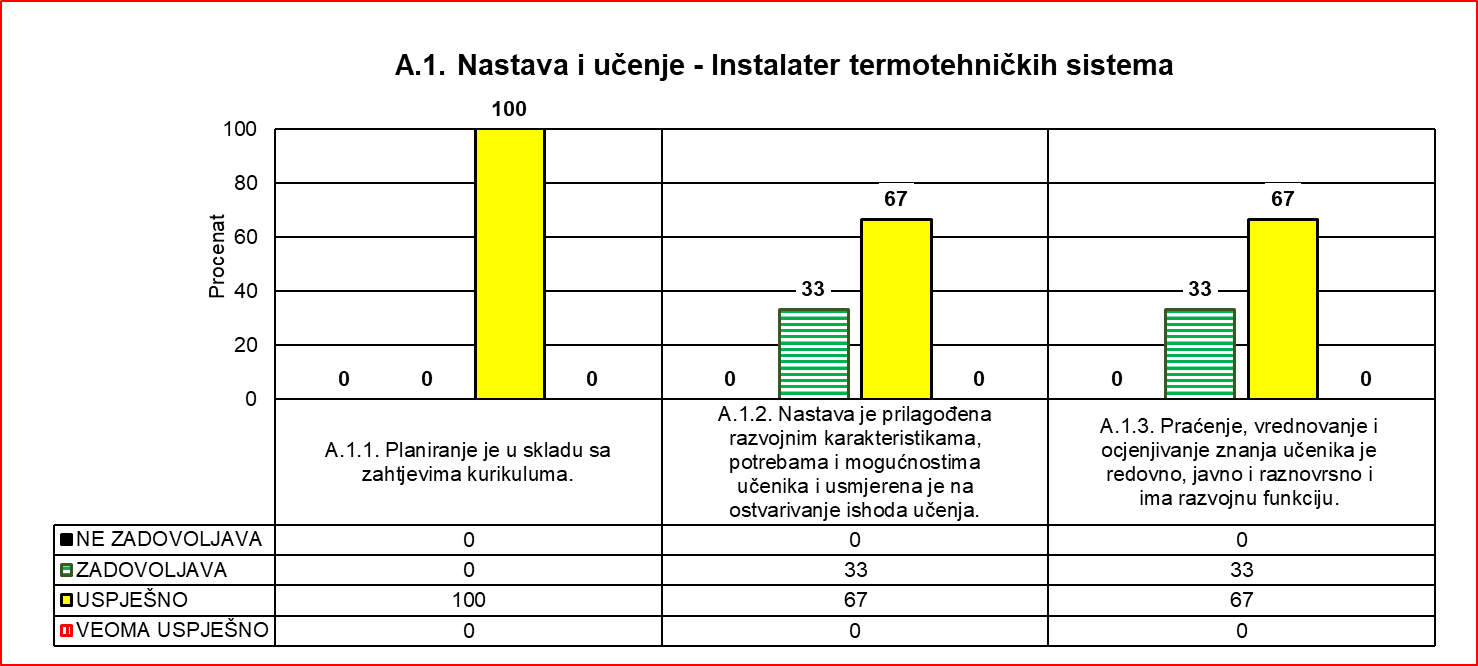 A.1. Nastava i učenje - Instalater termotehničkih sistema
Procenat
100
80
60
40
20
0
0
0
100
0
0
33
67
0
0
33
67
0
A.1.1. Planiranje je u skladu sa
zahtjevima kurikuluma.
A.1.2. Nastava je prilagođena
razvojnim karakteristikama,
potrebama i mogućnostima
učenika i usmjerena je na
ostvarivanje ishoda učenja.
A.1.3. Praćenje, vrednovanje i
ocjenjivanje znanja učenika je
redovno, javno i raznovrsno i
ima razvojnu funkciju.
NE ZADOVOLJAVA 0 0 0
ZADOVOLJAVA 0 33 33
USPJEŠNO 100 67 67
VEOMA USPJEŠNO 0 0 0